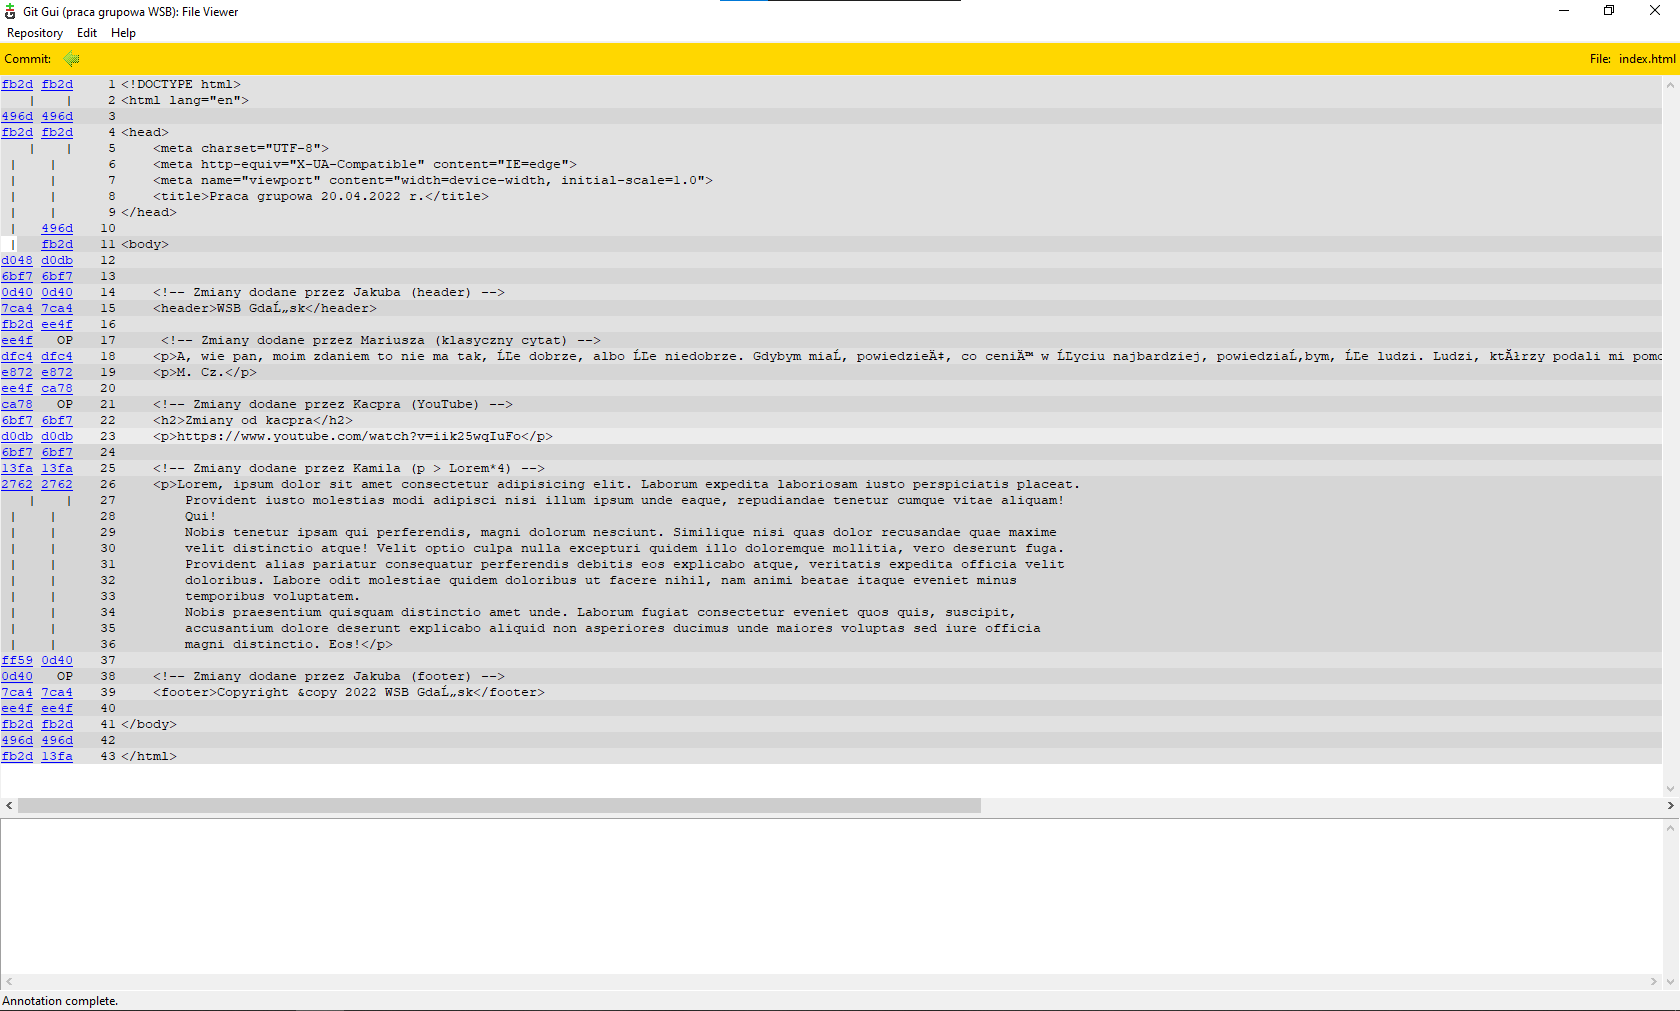 Git Gui (praca grupowa WSB): File Viewer
Repository Edit Help
Commit:
File: index.html
fb2d fb2d 1 <!DOCTYPE html>
| | 2 <html lang="en">
496d 496d 3
fb2d fb2d 4 <head>
| | 5 <meta charset="UTF-8">
| | 6 <meta http-equiv="X-UA-Compatible" content="IE=edge">
| | 7 <meta name="viewport" content="width=device-width, initial-scale=1.0">
| | 8 <title>Praca grupowa 20.04.2022 r.</title>
| | 9 </head>
| 496d 10
| fb2d 11 <body>
d048 d0db 12
6bf7 6bf7 13
0d40 0d40 14 <!-- Zmiany dodane przez Jakuba (header) -->
7ca4 7ca4 15 <header>WSB GdaĹ„sk</header>
fb2d ee4f 16
ee4f OP 17 <!-- Zmiany dodane przez Mariusza (klasyczny cytat) -->
dfc4 dfc4 18 <p>A, wie pan, moim zdaniem to nie ma tak, ĹĽe dobrze, albo ĹĽe niedobrze. Gdybym miaĹ‚ powiedzieÄ‡, co ceniÄ™ w ĹĽyciu najbardziej, powiedziaĹ‚bym, ĹĽe ludzi. Ludzi, ktĂłrzy podali mi pomo
e872 e872 19 <p>M. Cz.</p>
ee4f ca78 20
ca78 OP 21 <!-- Zmiany dodane przez Kacpra (YouTube) -->
6bf7 6bf7 22 <h2>Zmiany od kacpra</h2>
d0db d0db 23 <p>https://www.youtube.com/watch?v=iik25wqIuFo</p>
6bf7 6bf7 24
13fa 13fa 25 <!-- Zmiany dodane przez Kamila (p > Lorem*4) -->
2762 2762 26 <p>Lorem, ipsum dolor sit amet consectetur adipisicing elit. Laborum expedita laboriosam iusto perspiciatis placeat.
| | 27 Provident iusto molestias modi adipisci nisi illum ipsum unde eaque, repudiandae tenetur cumque vitae aliquam!
| | 28 Qui!
| | 29 Nobis tenetur ipsam qui perferendis, magni dolorum nesciunt. Similique nisi quas dolor recusandae quae maxime
| | 30 velit distinctio atque! Velit optio culpa nulla excepturi quidem illo doloremque mollitia, vero deserunt fuga.
| | 31 Provident alias pariatur consequatur perferendis debitis eos explicabo atque, veritatis expedita officia velit
| | 32 doloribus. Labore odit molestiae quidem doloribus ut facere nihil, nam animi beatae itaque eveniet minus
| | 33 temporibus voluptatem.
| | 34 Nobis praesentium quisquam distinctio amet unde. Laborum fugiat consectetur eveniet quos quis, suscipit,
| | 35 accusantium dolore deserunt explicabo aliquid non asperiores ducimus unde maiores voluptas sed iure officia
| | 36 magni distinctio. Eos!</p>
ff59 0d40 37
0d40 OP 38 <!-- Zmiany dodane przez Jakuba (footer) -->
7ca4 7ca4 39 <footer>Copyright &copy 2022 WSB GdaĹ„sk</footer>
ee4f ee4f 40
fb2d fb2d 41 </body>
496d 496d 42
fb2d 13fa 43 </html>
Annotation complete.